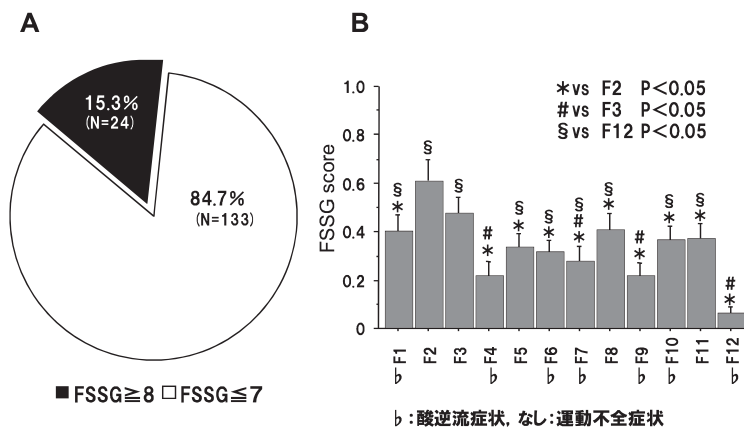 A
15.3%
(N=24)
84.7%
(N=133)
■FSSG≧8 □FSSG≦7
B
＊vs F2 P＜0.05
#vs F3 P＜0.05
§vs F12 P＜0.05
FSSG score
1.0
0.8
0.6
0.4
0.2
0
§
＊
§
§
#
＊
§
＊
§
＊
§
#
＊
§
＊
#
＊
§
＊
§
＊
#
＊
F1 F2 F3 F4 F5 F6 F7 F8 F9 F10 F11 F12
♭ ♭ ♭ ♭ ♭ ♭ ♭
♭：酸逆流症状，なし：運動不全症状